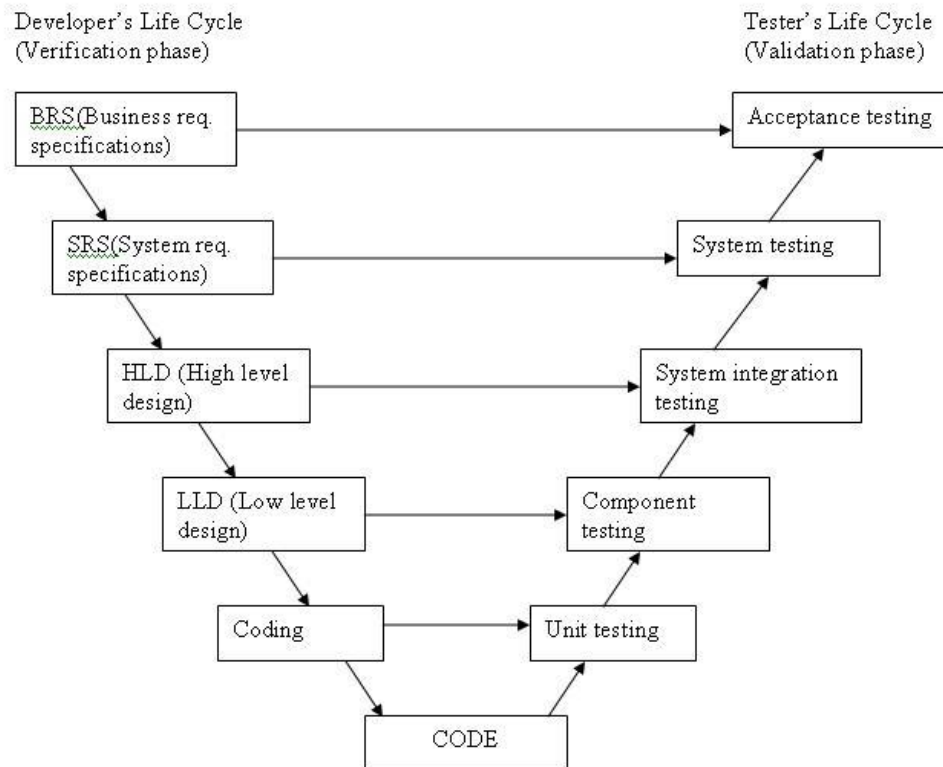 Developer's Life Cycle
(Verification phase)
Tester's Life Cycle
(Validation phase)
BRS(Business req.
specifications)
Acceptance testing
SRS(System req.
specifications)
System testing
HLD (High level
design)
System integration
testing
LLD (Low level
design)
Component
testing
Coding
Unit testing
CODE